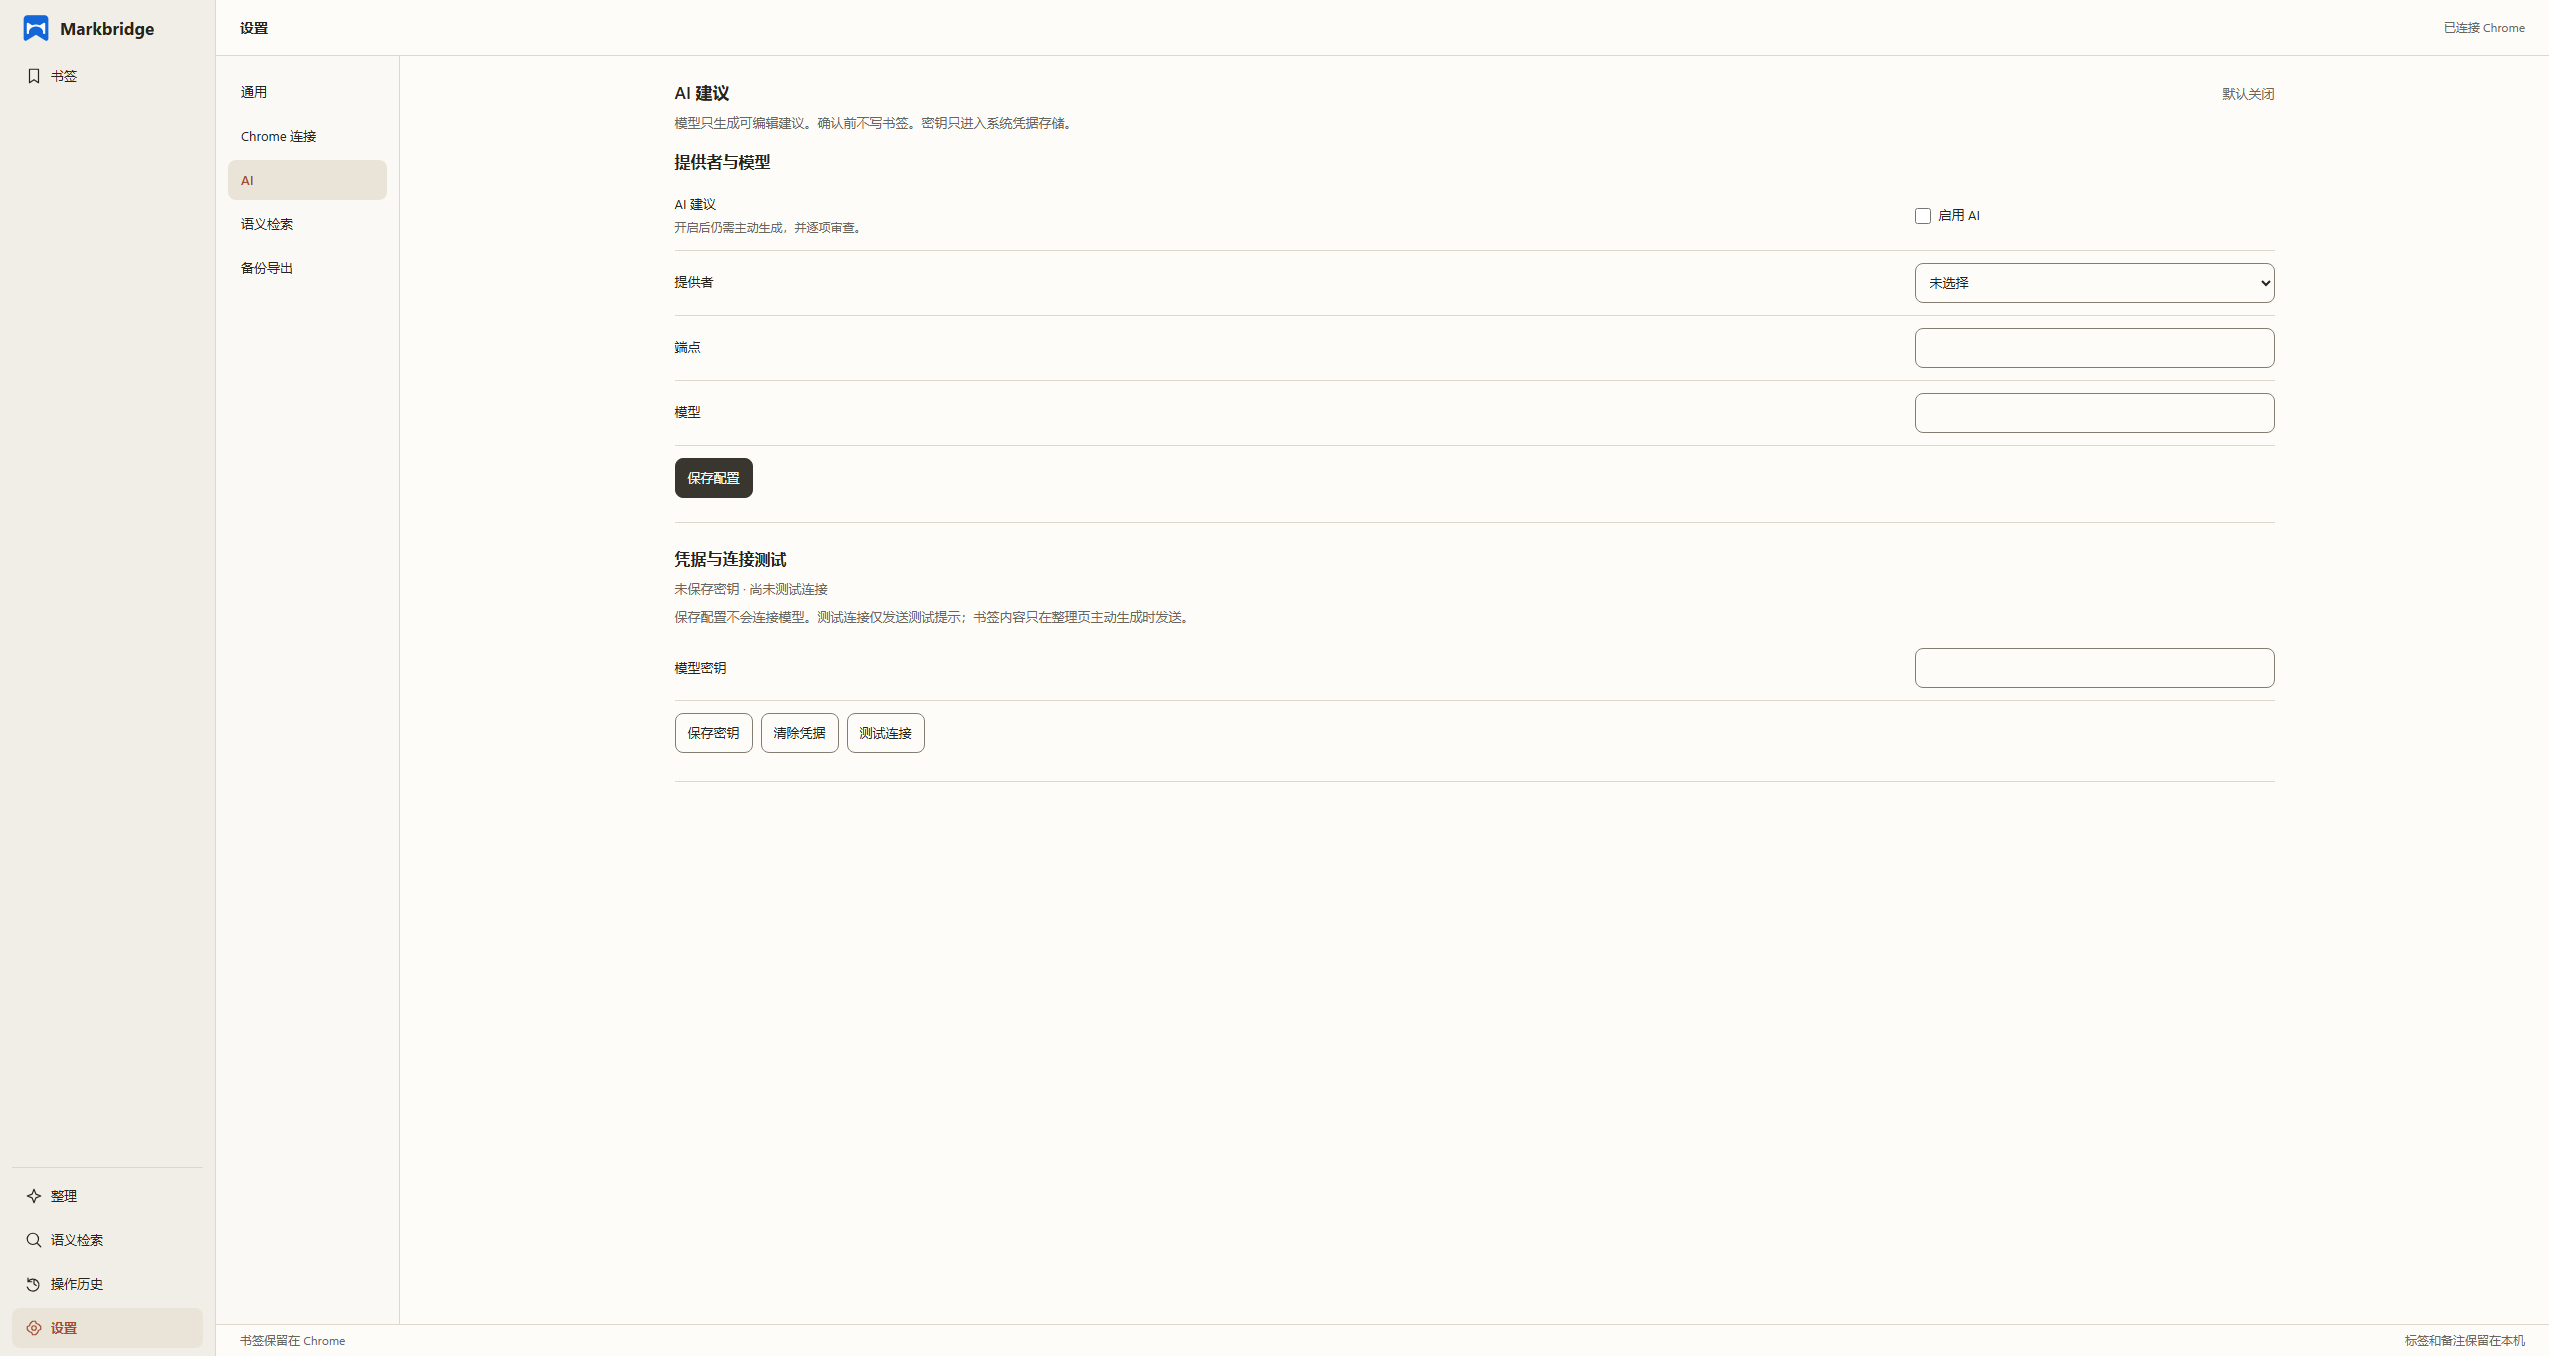 Markbridge
书签
整理
语义检索
操作历史
设置
设置
已连接 Chrome
通用
Chrome 连接
AI
语义检索
备份导出
AI 建议
默认关闭
模型只生成可编辑建议。确认前不写书签。密钥只进入系统凭据存储。
提供者与模型
AI 建议
开启后仍需主动生成，并逐项审查。
启用 AI
提供者
未选择
端点
模型
保存配置
凭据与连接测试
未保存密钥 · 尚未测试连接
保存配置不会连接模型。测试连接仅发送测试提示；书签内容只在整理页主动生成时发送。
模型密钥
保存密钥
清除凭据
测试连接
书签保留在 Chrome
标签和备注保留在本机